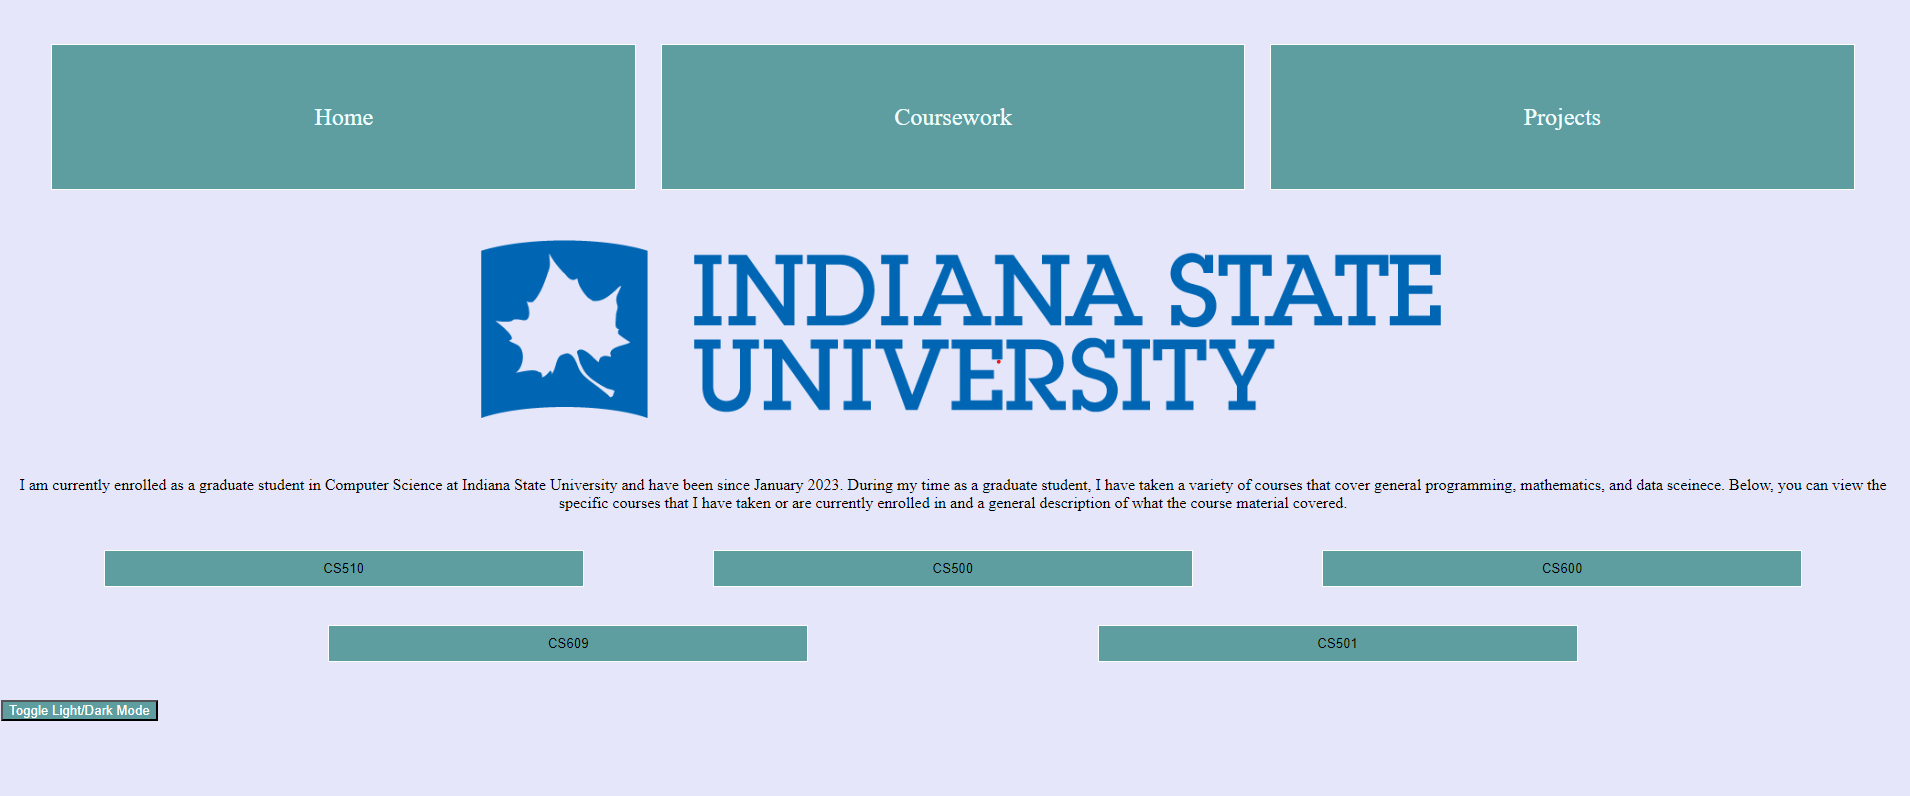 Home
Coursework
Projects
INDIANA STATE
UNIVERSITY
I am currently enrolled as a graduate student in Computer Science at Indiana State University and have been since January 2023. During my time as a graduate student, I have taken a variety of courses that cover general programming, mathematics, and data sceinece. Below, you can view the
specific courses that I have taken or are currently enrolled in and a general description of what the course material covered.
CS510
CS500
CS600
CS609
CS501
Toggle Light/Dark Mode